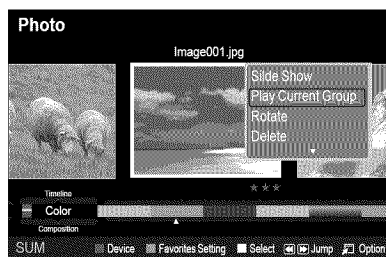 Photo
Image001.jpg
Silde Show
Play Current Group
Rotate
Delete
Timeline
Color
Composition
SUM Device Favorites Setting Select Jump Option